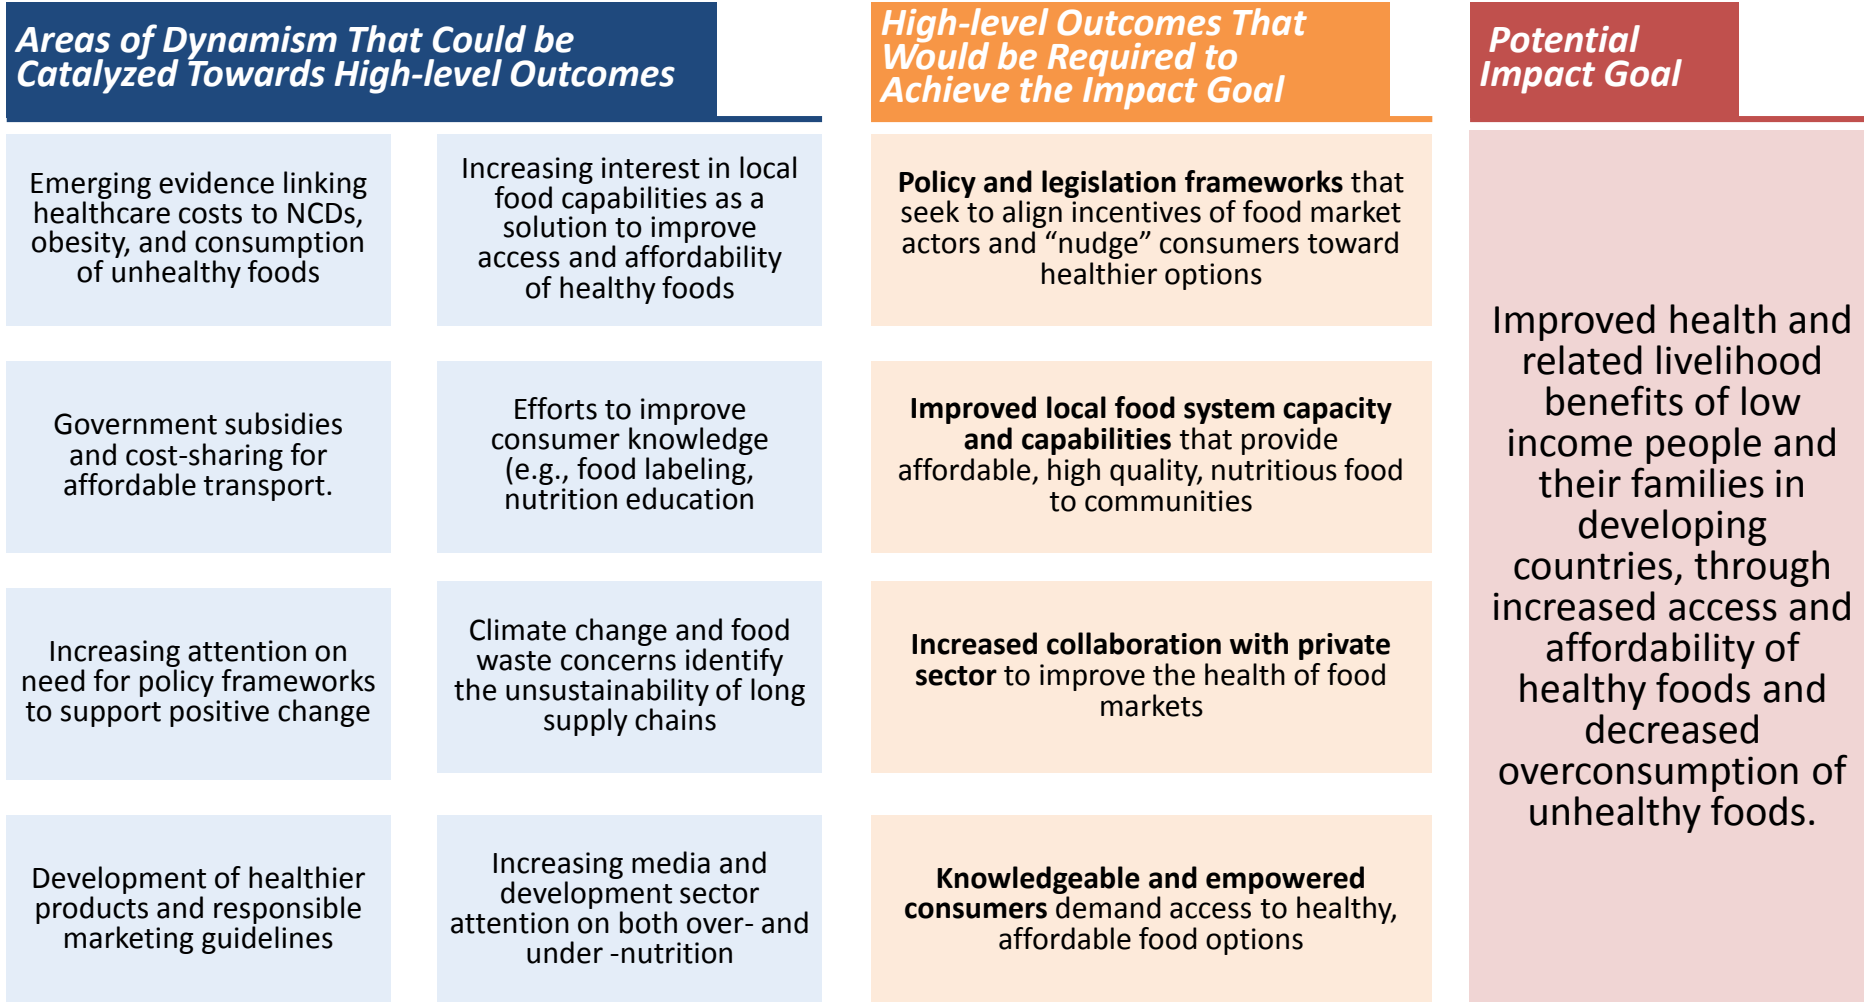 Areas of Dynamism That Could be
Catalyzed Towards High-level Outcomes
High-level Outcomes That
Would be Required to
Achieve the Impact Goal
Potential
Impact Goal
Emerging evidence linking
healthcare costs to NCDs,
obesity, and consumption
of unhealthy foods
Increasing interest in local
food capabilities as a
solution to improve
access and affordability
of healthy foods
Policy and legislation frameworks that
seek to align incentives of food market
actors and “nudge” consumers toward
healthier options
Government subsidies
and cost-sharing for
affordable transport.
Efforts to improve
consumer knowledge
(e.g., food labeling,
nutrition education
Improved local food system capacity
and capabilities that provide
affordable, high quality, nutritious food
to communities
Increasing attention on
need for policy frameworks
to support positive change
Climate change and food
waste concerns identify
the unsustainability of long
supply chains
Increased collaboration with private
sector to improve the health of food
markets
Development of healthier
products and responsible
marketing guidelines
Increasing media and
development sector
attention on both over- and
under -nutrition
Knowledgeable and empowered
consumers demand access to healthy,
affordable food options
Improved health and
related livelihood
benefits of low
income people and
their families in
developing
countries, through
increased access and
affordability of
healthy foods and
decreased
overconsumption of
unhealthy foods.